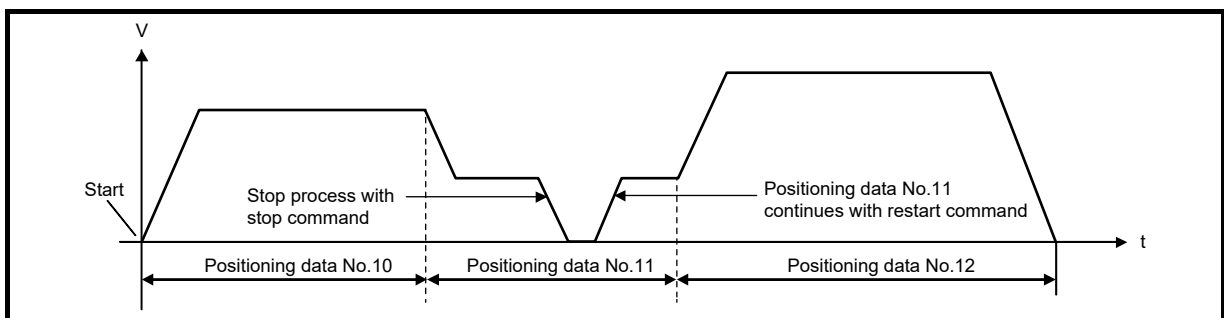 V
Start
Stop process with
stop command
Positioning data No.11
continues with restart command
t
Positioning data No.10
Positioning data No.11
Positioning data No.12